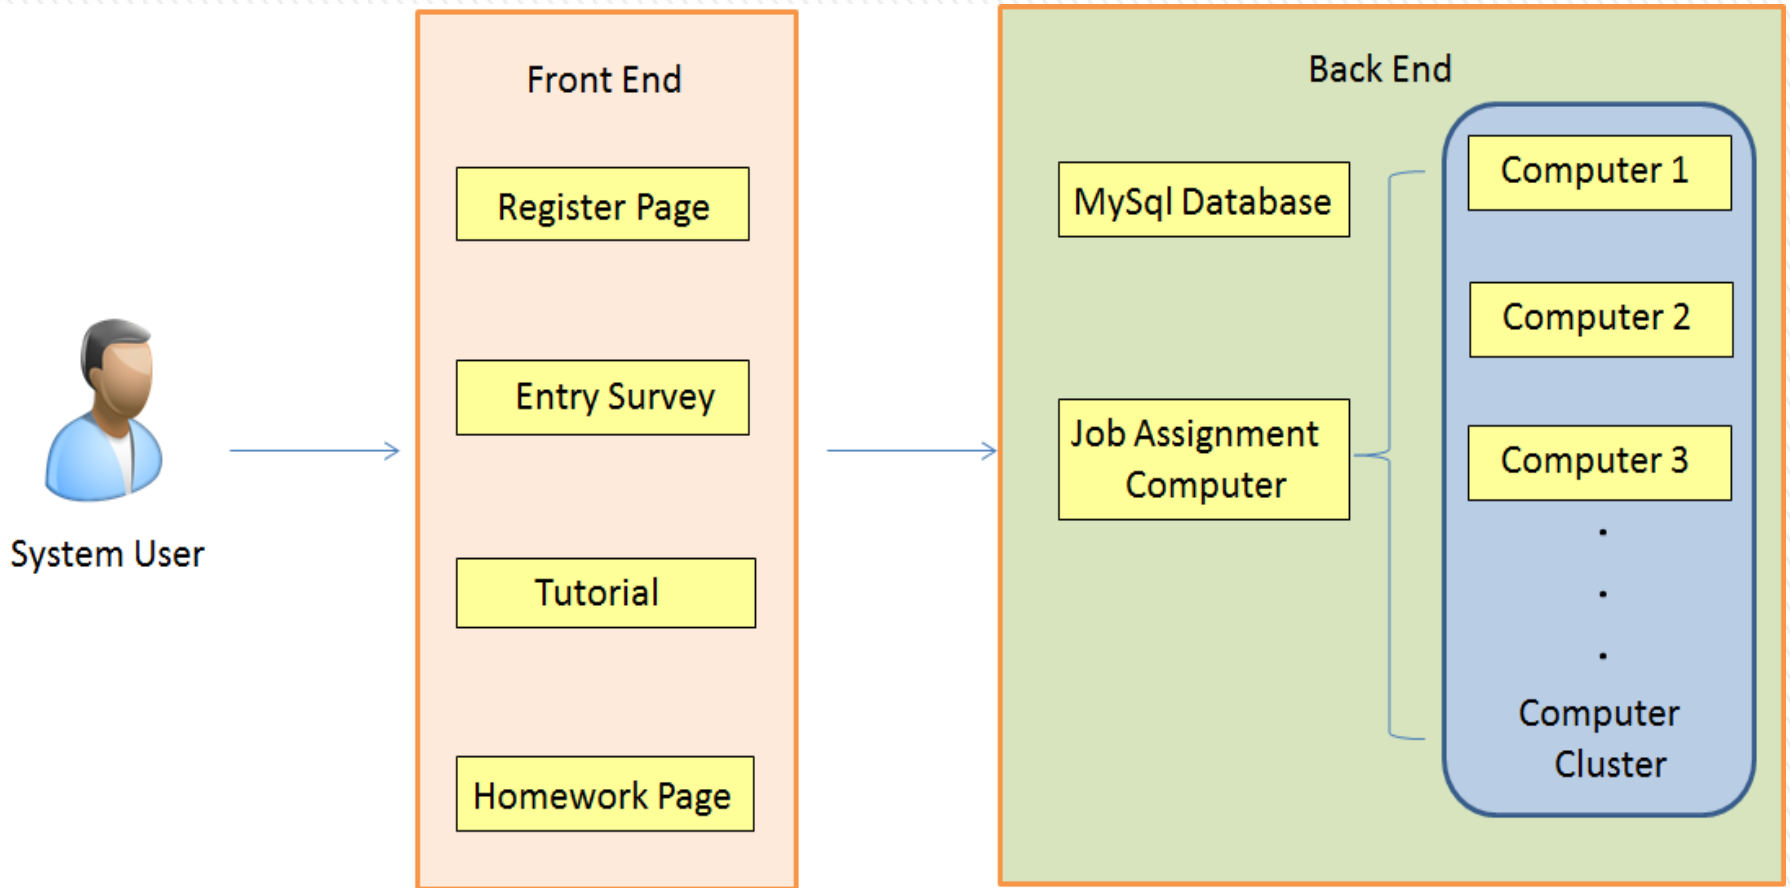 System User
Front End
Register Page
Entry Survey
Tutorial
Homework Page
Back End
MySql Database
Job Assignment
Computer
Computer 1
Computer 2
Computer 3
.
.
.
Computer
Cluster